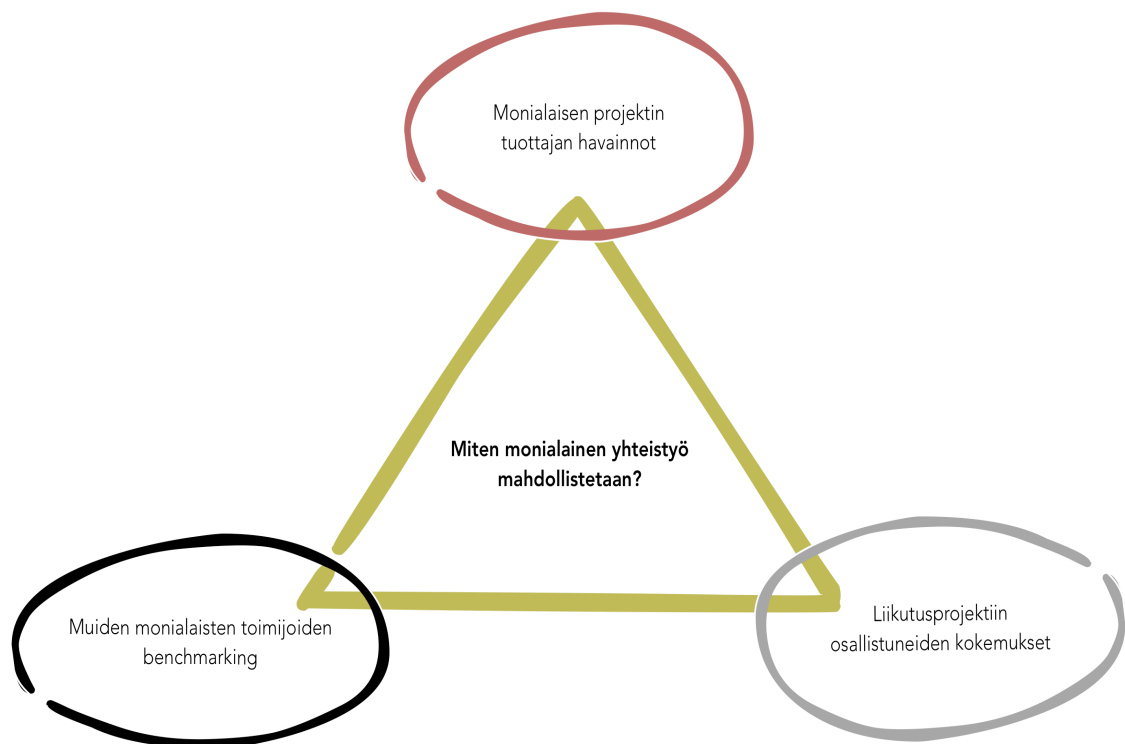 Monialaisen projektin
tuottajan havainnot
Miten monialainen yhteistyö
mahdollistetaan?
Muiden monialaisten toimijoiden
benchmarking
Liikutusprojektiin
osallistuneiden kokemukset